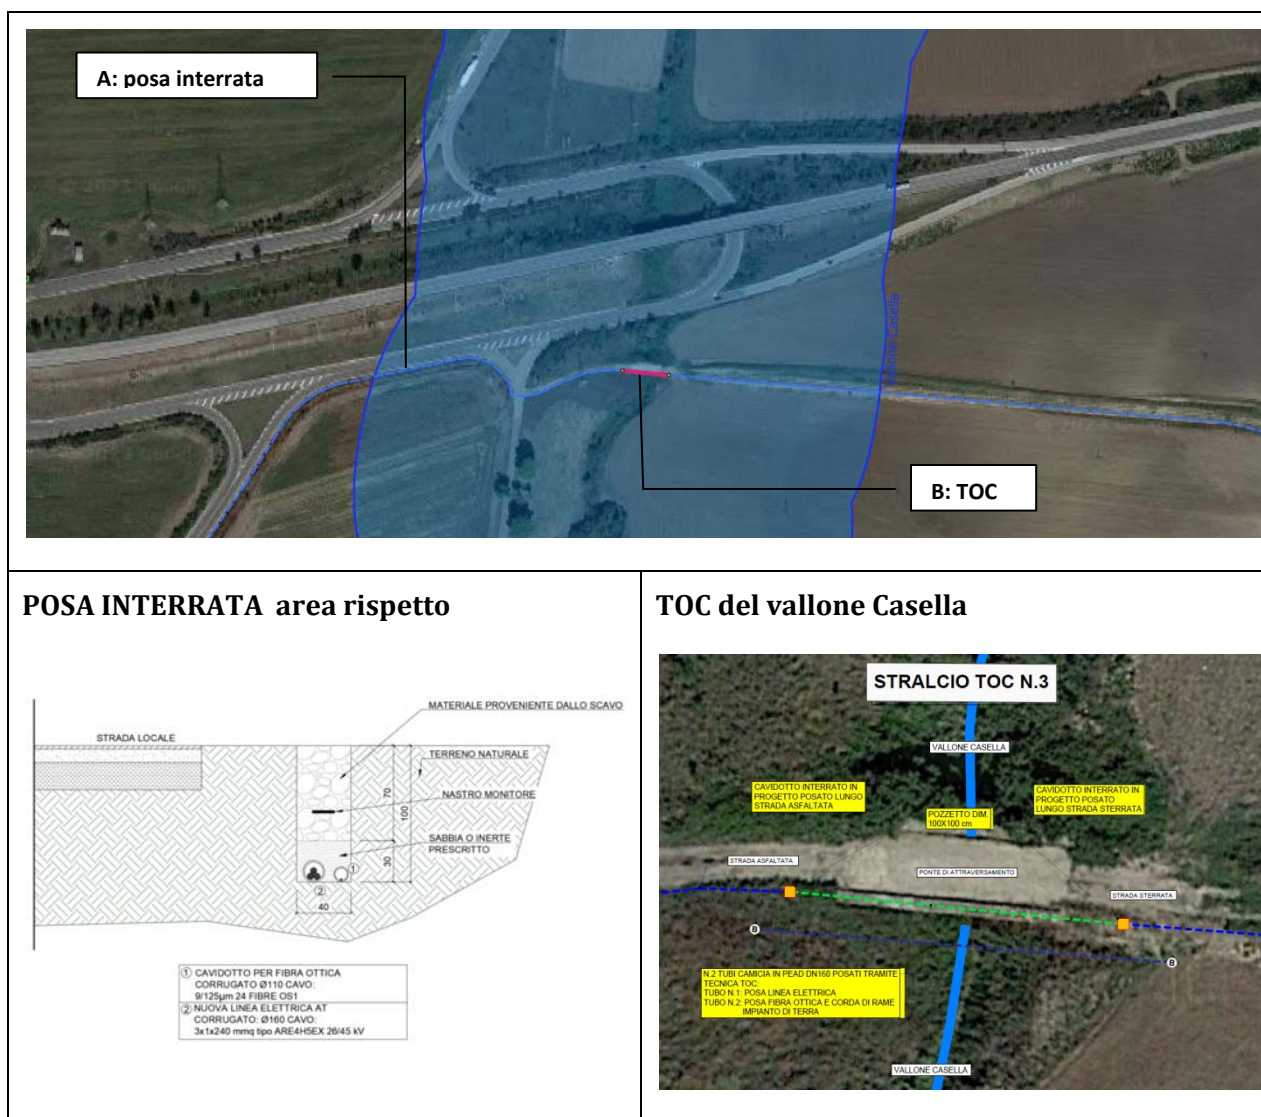 A: posa interrata
Vallone Casella
B: TOC
POSA INTERRATA area rispetto
STRADA LOCALE
MATERIALE PROVENIENTE DALLO SCAVO
TERRENO NATURALE
NASTRO MONITORE
SABBIA O INERTE
PRESCRITTO
70
100
30
1
2
40
1 CAVIDOTTO PER FIBRA OTTICA
CORRUGATO Ø110 CAVO:
9/125µm 24 FIBRE OS1
2 NUOVA LINEA ELETTRICA AT
CORRUGATO: Ø160 CAVO:
3x1x240 mmq tipo ARE4H5EX 26/45 kV
TOC del vallone Casella
STRALCIO TOC N.3
VALLONE CASELLA
CAVIDOTTO INTERRATO IN
PROGETTO POSATO LUNGO
STRADA ASFALTATA
POZZETTO DIM.
100X100 cm
CAVIDOTTO INTERRATO IN
PROGETTO POSATO
LUNGO STRADA STERRATA
STRADA ASFALTATA
PONTE DI ATTRAVERSAMENTO
STRADA STERRATA
B
B
N.2 TUBI CAMICIA IN PEAD DN160 POSATI TRAMITE
TECNICA TOC:
TUBO N.1: POSA LINEA ELETTRICA
TUBO N.2: POSA FIBRA OTTICA E CORDA DI RAME
IMPIANTO DI TERRA
VALLONE CASELLA